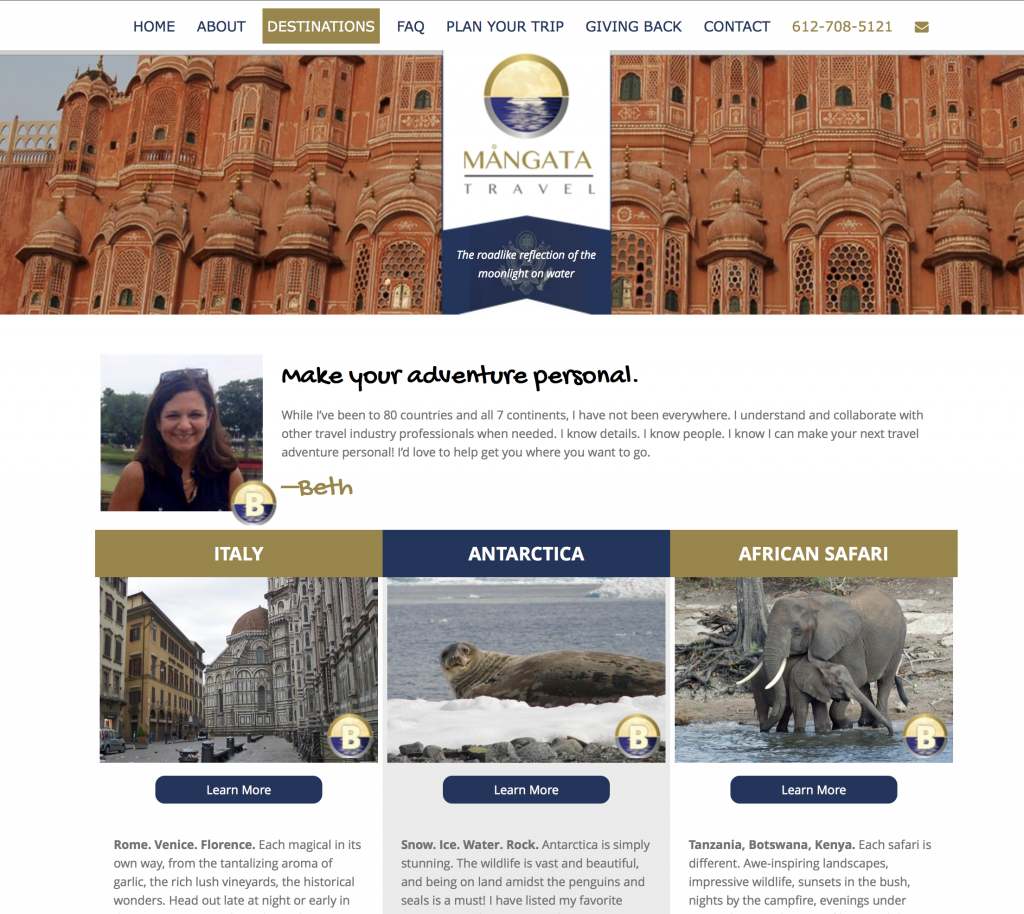 HOME ABOUT DESTINATIONS FAQ PLAN YOUR TRIP GIVING BACK CONTACT 612-708-5121
MÅNGATA
TRAVEL
The roadlike reflection of the
moonlight on water
Make your adventure personal.
While I’ve been to 80 countries and all 7 continents, I have not been everywhere. I understand and collaborate with
other travel industry professionals when needed. I know details. I know people. I know I can make your next travel
adventure personal! I’d love to help get you where you want to go.
—Beth
B
ITALY
ANTARCTICA
AFRICAN SAFARI
B
B
B
Learn More
Learn More
Learn More
Rome. Venice. Florence. Each magical in its
own way, from the tantalizing aroma of
garlic, the rich lush vineyards, the historical
wonders. Head out late at night or early in
Snow. Ice. Water. Rock. Antarctica is simply
stunning. The wildlife is vast and beautiful,
and being on land amidst the penguins and
seals is a must! I have listed my favorite
Tanzania, Botswana, Kenya. Each safari is
different. Awe-inspiring landscapes,
impressive wildlife, sunsets in the bush,
nights by the campfire, evenings under